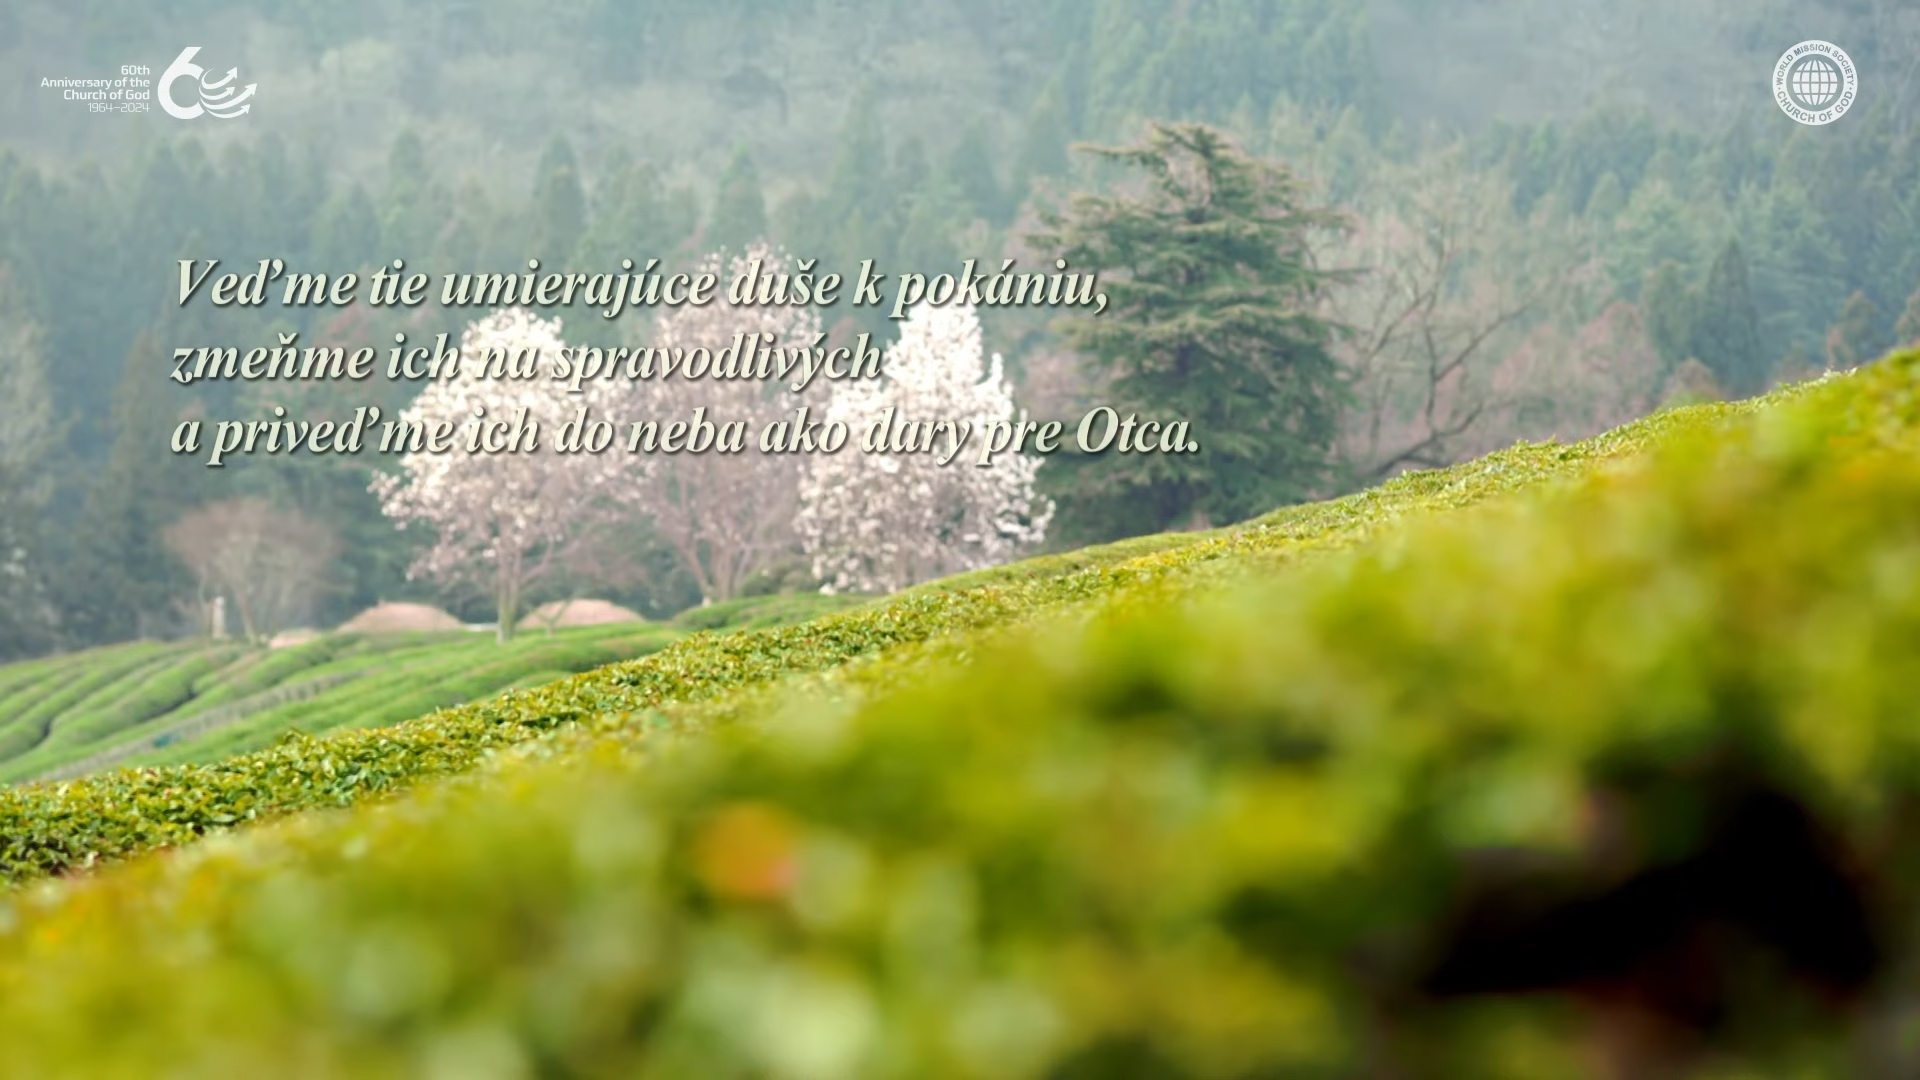 60th
Anniversary of the
Church of God
1964–2024
WORLD MISSION SOCIETY
CHURCH OF GOD
Veďme tie umierajúce duše k pokániu,
zmeňme ich na spravodlivých
a priveďme ich do neba ako dary pre Otca.